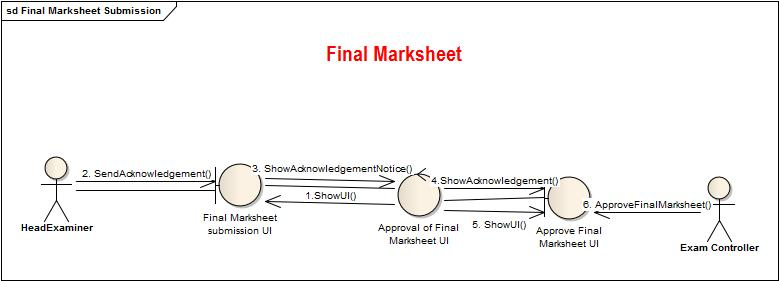 sd Final Marksheet Submission
Final Marksheet
2. SendAcknowledgement()
3. ShowAcknowledgementNotice()
4.ShowAcknowledgement()
1.ShowUI()
6. ApproveFinalMarksheet()
5. ShowUI()
HeadExaminer
Final Marksheet
submission UI
Approval of Final
Marksheet UI
Approve Final
Marksheet UI
Exam Controller